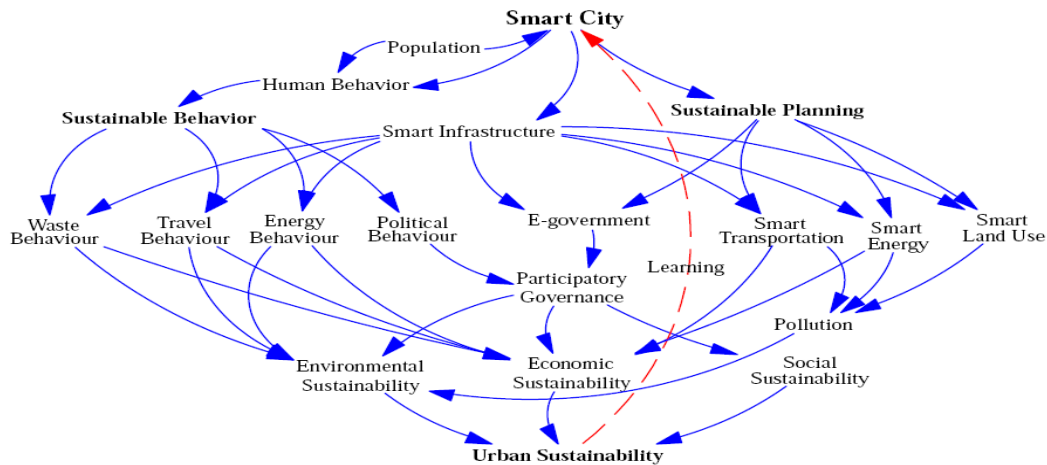 Smart City
Population
Human Behavior
Sustainable Behavior
Smart Infrastructure
Sustainable Planning
Waste
Behaviour
Travel
Behaviour
Energy
Behaviour
Political
Behaviour
E-government
Smart
Transportation
Smart
Energy
Smart
Land Use
Participatory
Governance
Learning
Pollution
Environmental
Sustainability
Economic
Sustainability
Social
Sustainability
Urban Sustainability